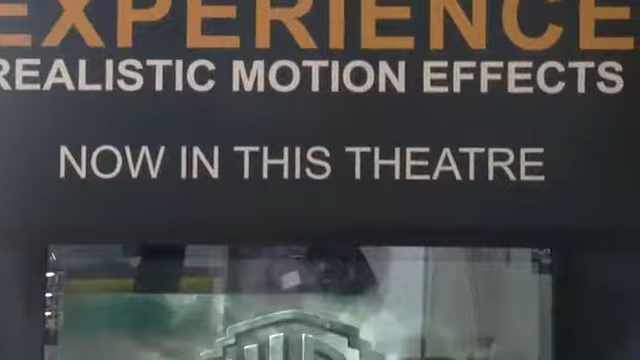 EXPERIENCE
REALISTIC MOTION EFFECTS
NOW IN THIS THEATRE